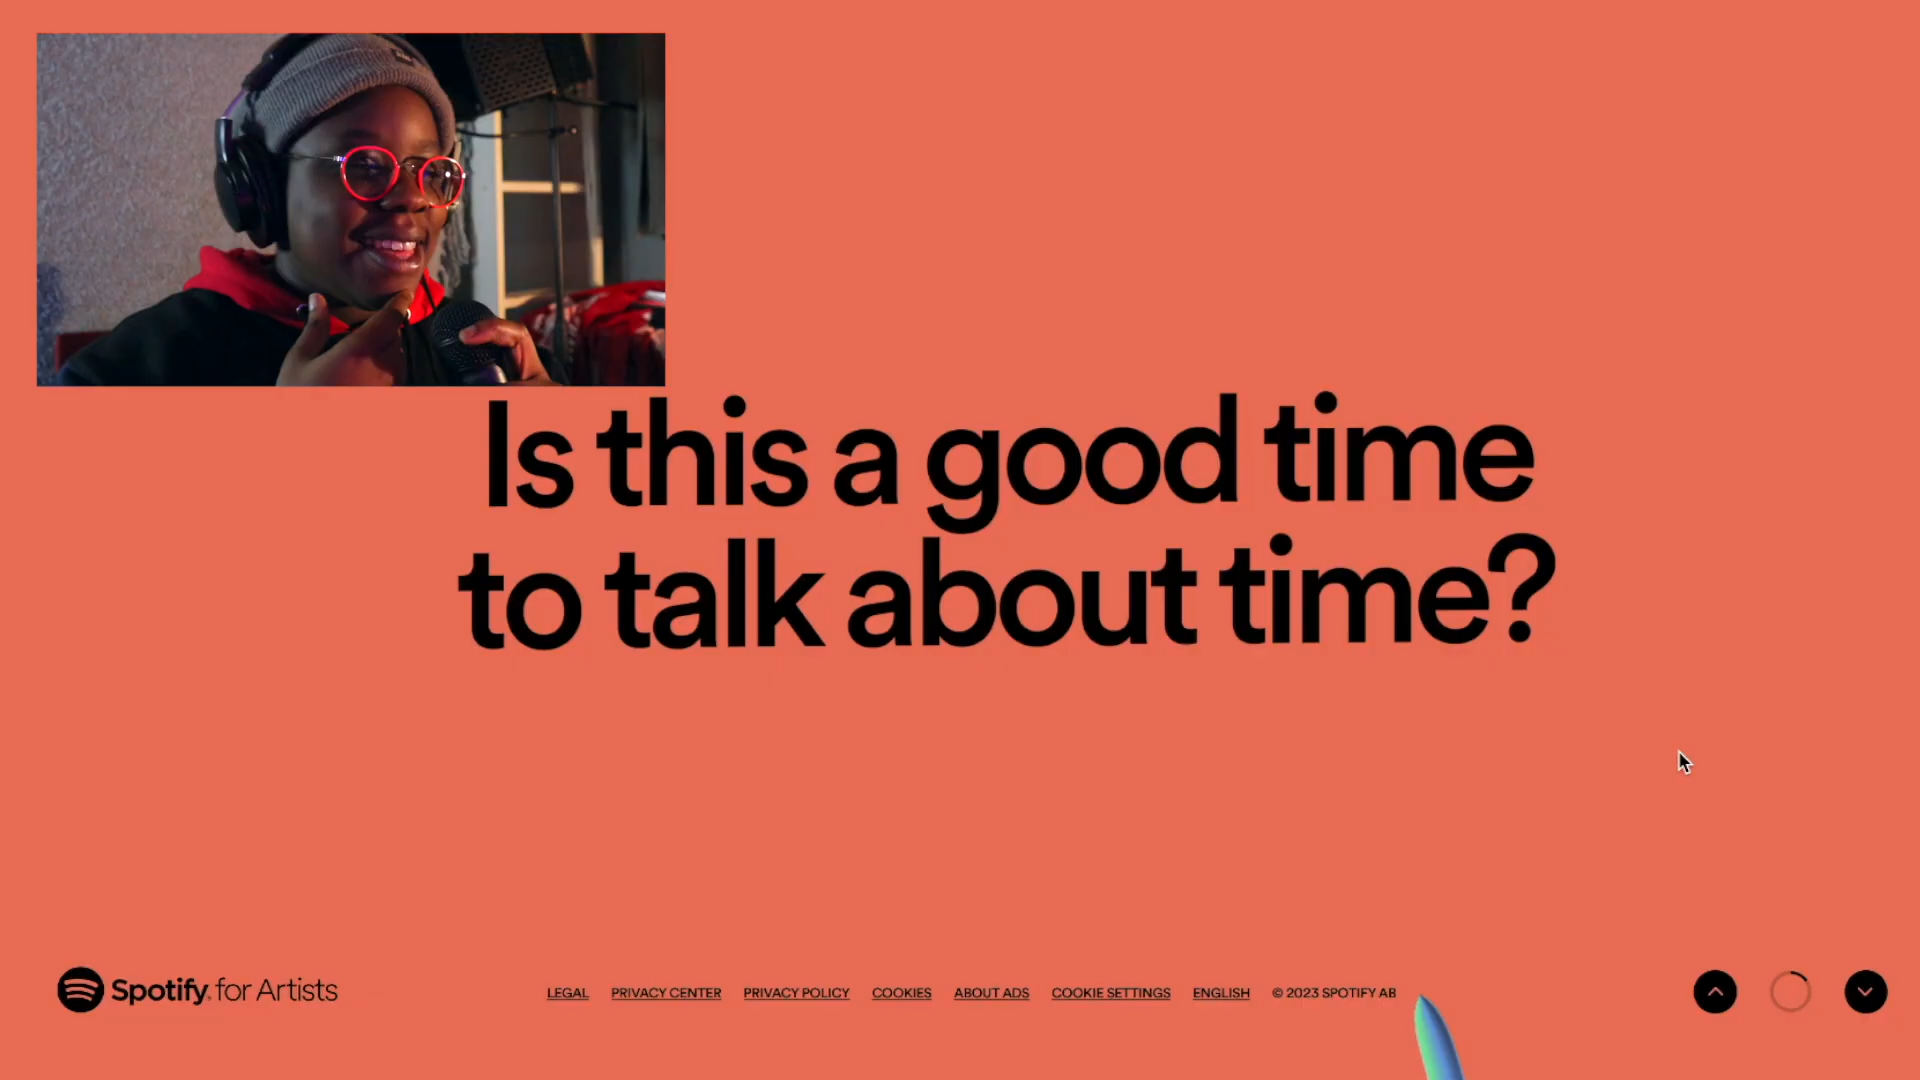 Is this a good time
to talk about time?
Spotify for Artists
LEGAL PRIVACY CENTER PRIVACY POLICY COOKIES ABOUT ADS COOKIE SETTINGS ENGLISH © 2023 SPOTIFY AB